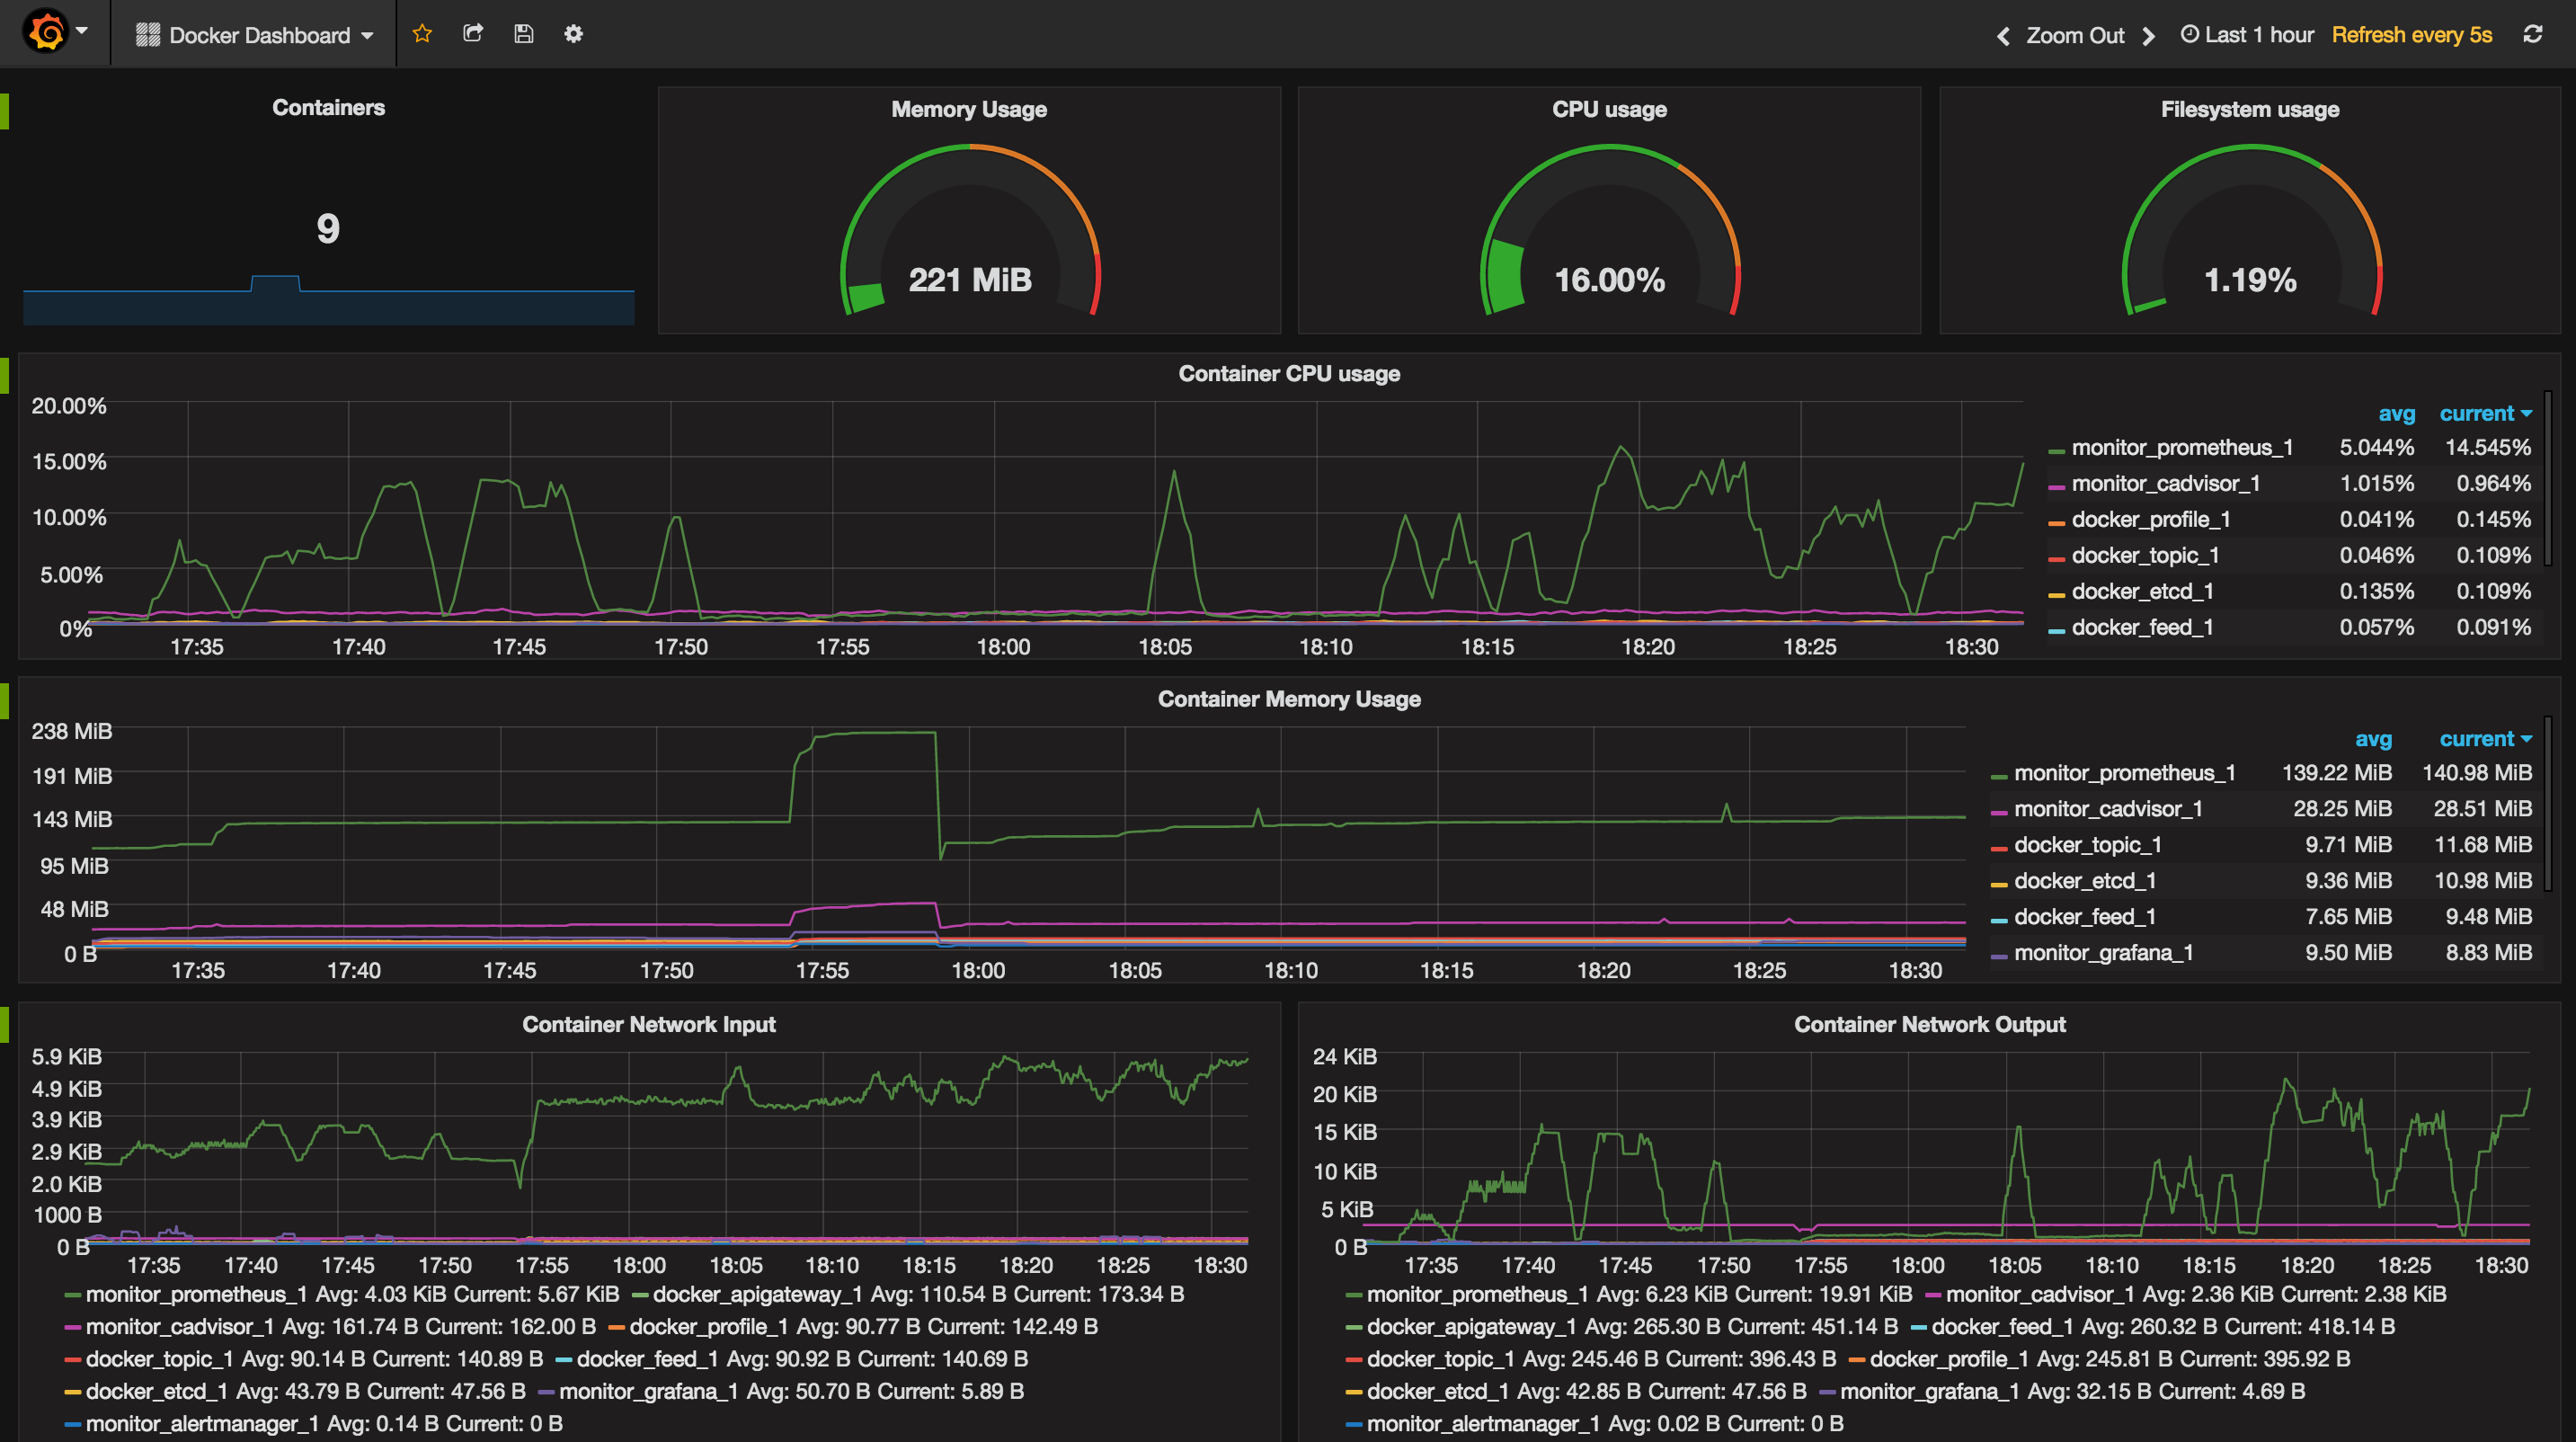 Docker Dashboard
Zoom Out Last 1 hour Refresh every 5s
Containers
9
Memory Usage
221 MiB
CPU usage
16.00%
Filesystem usage
1.19%
Container CPU usage
20.00%
15.00%
10.00%
5.00%
0%
17:35 17:40 17:45 17:50 17:55 18:00 18:05 18:10 18:15 18:20 18:25 18:30
avg current
monitor_prometheus_1 5.044% 14.545%
monitor_cadvisor_1 1.015% 0.964%
docker_profile_1 0.041% 0.145%
docker_topic_1 0.046% 0.109%
docker_etcd_1 0.135% 0.109%
docker_feed_1 0.057% 0.091%
Container Memory Usage
238 MiB
191 MiB
143 MiB
95 MiB
48 MiB
0 B
17:35 17:40 17:45 17:50 17:55 18:00 18:05 18:10 18:15 18:20 18:25 18:30
avg current
monitor_prometheus_1 139.22 MiB 140.98 MiB
monitor_cadvisor_1 28.25 MiB 28.51 MiB
docker_topic_1 9.71 MiB 11.68 MiB
docker_etcd_1 9.36 MiB 10.98 MiB
docker_feed_1 7.65 MiB 9.48 MiB
monitor_grafana_1 9.50 MiB 8.83 MiB
Container Network Input
5.9 KiB
4.9 KiB
3.9 KiB
2.9 KiB
2.0 KiB
1000 B
0 B
17:35 17:40 17:45 17:50 17:55 18:00 18:05 18:10 18:15 18:20 18:25 18:30
monitor_prometheus_1 Avg: 4.03 KiB Current: 5.67 KiB docker_apigateway_1 Avg: 110.54 B Current: 173.34 B
monitor_cadvisor_1 Avg: 161.74 B Current: 162.00 B docker_profile_1 Avg: 90.77 B Current: 142.49 B
docker_topic_1 Avg: 90.14 B Current: 140.89 B docker_feed_1 Avg: 90.92 B Current: 140.69 B
docker_etcd_1 Avg: 43.79 B Current: 47.56 B monitor_grafana_1 Avg: 50.70 B Current: 5.89 B
monitor_alertmanager_1 Avg: 0.14 B Current: 0 B
Container Network Output
24 KiB
20 KiB
15 KiB
10 KiB
5 KiB
0 B
17:35 17:40 17:45 17:50 17:55 18:00 18:05 18:10 18:15 18:20 18:25 18:30
monitor_prometheus_1 Avg: 6.23 KiB Current: 19.91 KiB monitor_cadvisor_1 Avg: 2.36 KiB Current: 2.38 KiB
docker_apigateway_1 Avg: 265.30 B Current: 451.14 B docker_feed_1 Avg: 260.32 B Current: 418.14 B
docker_topic_1 Avg: 245.46 B Current: 396.43 B docker_profile_1 Avg: 245.81 B Current: 395.92 B
docker_etcd_1 Avg: 42.85 B Current: 47.56 B monitor_grafana_1 Avg: 32.15 B Current: 4.69 B
monitor_alertmanager_1 Avg: 0.02 B Current: 0 B